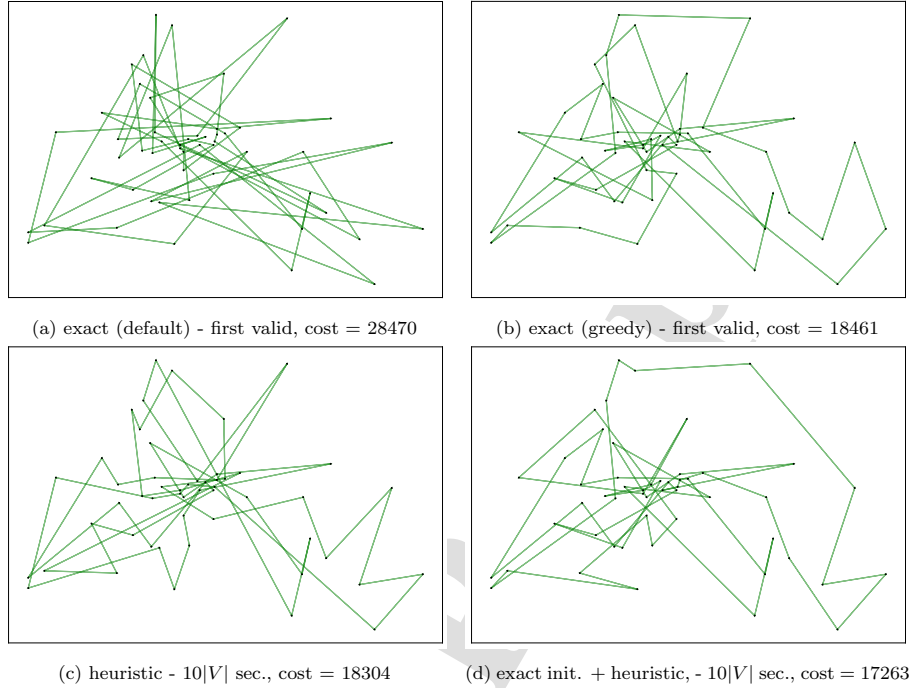 (a) exact (default) - first valid, cost = 28470
(b) exact (greedy) - first valid, cost = 18461
(c) heuristic - 10|V| sec., cost = 18304
(d) exact init. + heuristic, - 10|V| sec., cost = 17263